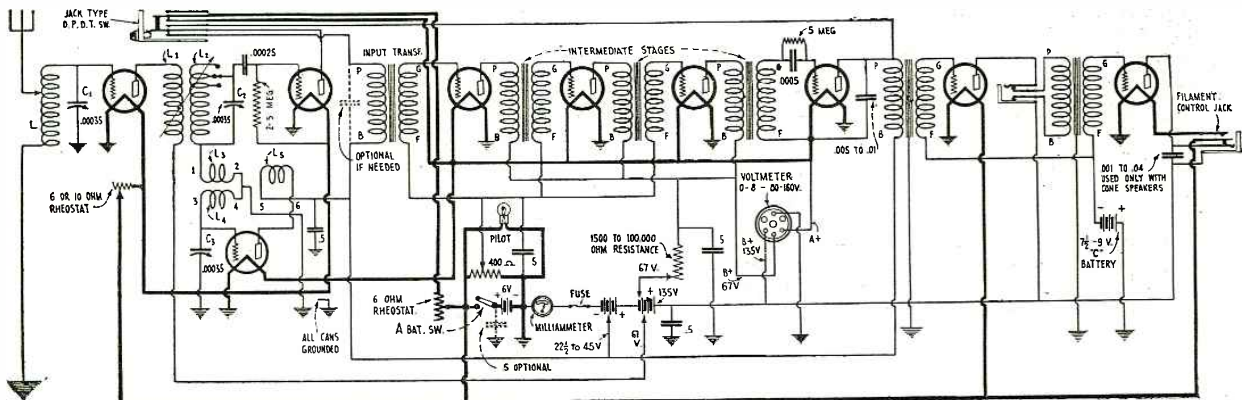 JACK TYPE
D.P.D.T. SW.
L1
L2
.00025
INPUT TRANSF.
INTERMEDIATE STAGES
5 MEG
.0005
L
C1
.00035
C2
.00035
2-5 MEG
P
G
P
G
P
G
P
G
P
G
P
G
B
F
B
F
B
F
B
F
B
F
B
F
OPTIONAL
IF NEEDED
.005 TO .01
FILAMENT
CONTROL JACK
.001 TO .04
USED ONLY WITH
CONE SPEAKERS
L3
L5
1
2
3
4
5
6
L4
6 OR 10 OHM
RHEOSTAT
C3
.00035
.5
PILOT
400 Ω
.5
VOLTMETER
0-8-80-160V.
B+
135V
A+
1500 TO 100,000
OHM RESISTANCE
.5
67 V.
B+
67V
- +
7½-9 V.
"C"
BATTERY
ALL CANS
GROUNDED
6 OHM
RHEOSTAT.
A BAT. SW.
+ 6V -
MILLIAMMETER
FUSE
- +
+
135V
22½ TO 45V
67
V.
.5
.5 OPTIONAL